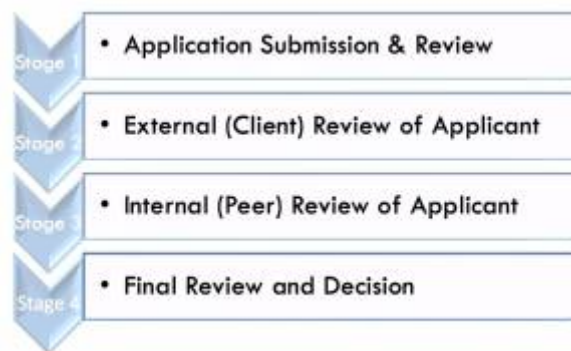 Stage 1
• Application Submission & Review
Stage 2
• External (Client) Review of Applicant
Stage 3
• Internal (Peer) Review of Applicant
Stage 4
• Final Review and Decision